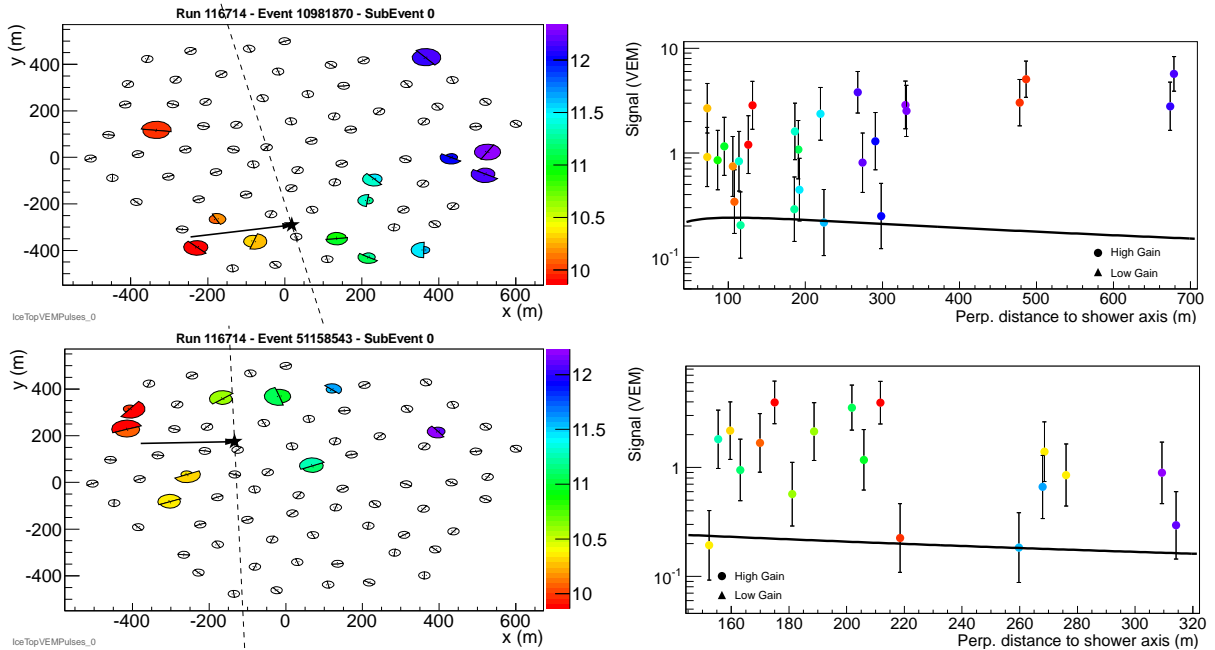 Run 116714 - Event 10981870 - SubEvent 0
y (m)
400
200
0
-200
-400
-400 -200 0 200 400 600
x (m)
12
11.5
11
10.5
10
IceTopVEMPulses_0
Signal (VEM)
10
1
10^-1
High Gain
Low Gain
100 200 300 400 500 600 700
Perp. distance to shower axis (m)
Run 116714 - Event 51158543 - SubEvent 0
y (m)
400
200
0
-200
-400
-400 -200 0 200 400 600
x (m)
12
11.5
11
10.5
10
IceTopVEMPulses_0
Signal (VEM)
1
10^-1
High Gain
Low Gain
160 180 200 220 240 260 280 300 320
Perp. distance to shower axis (m)